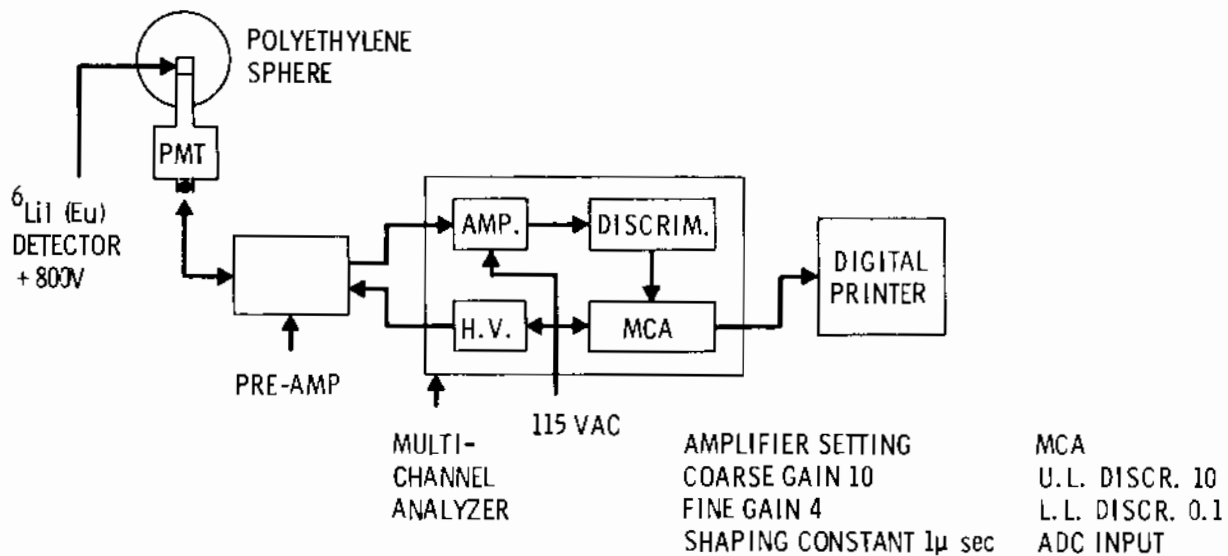 POLYETHYLENE
SPHERE
PMT
6LiI (Eu)
DETECTOR
+ 800V
PRE-AMP
AMP.
DISCRIM.
H.V.
MCA
DIGITAL
PRINTER
115 VAC
MULTI-
CHANNEL
ANALYZER
AMPLIFIER SETTING
COARSE GAIN 10
FINE GAIN 4
SHAPING CONSTANT 1μ sec
MCA
U.L. DISCR. 10
L.L. DISCR. 0.1
ADC INPUT